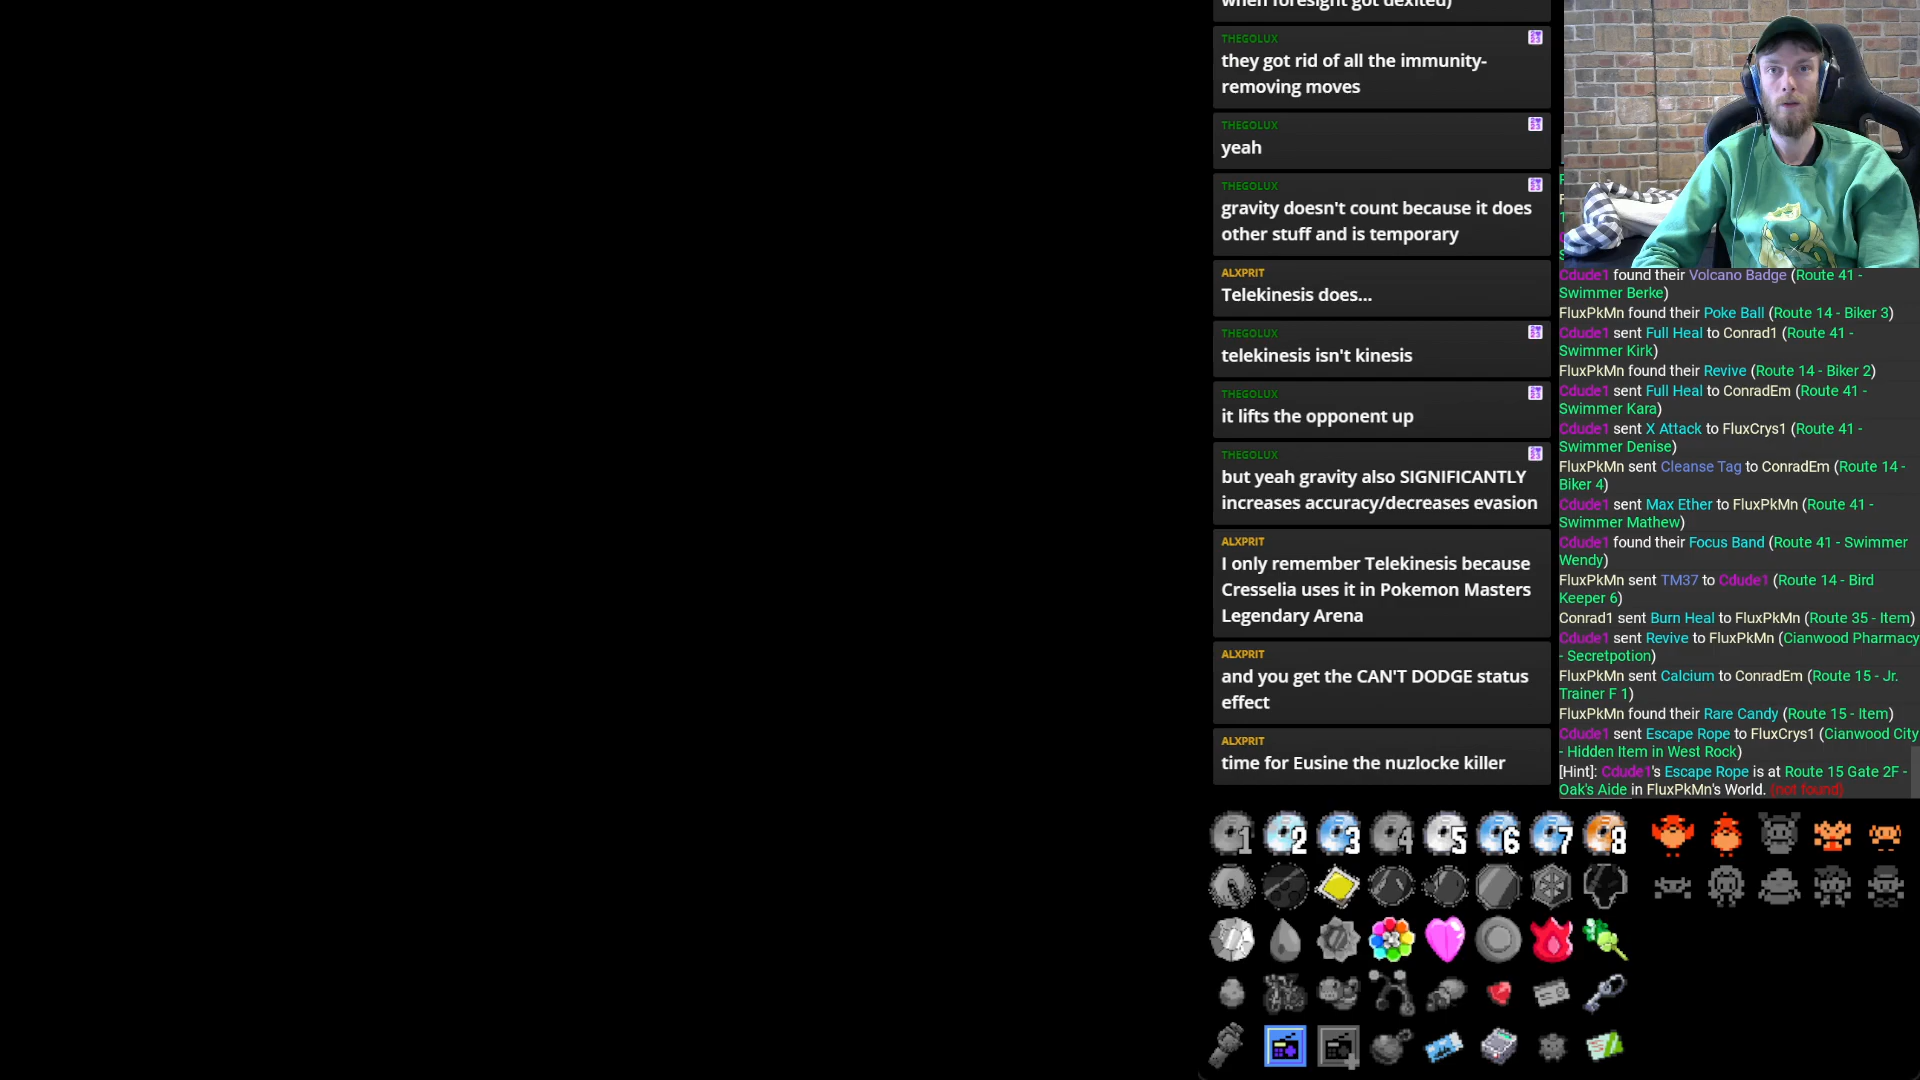 when foresight got dexited)
THEGOLUX
they got rid of all the immunity-
removing moves
THEGOLUX
yeah
THEGOLUX
gravity doesn't count because it does
other stuff and is temporary
ALXPRIT
Telekinesis does...
THEGOLUX
telekinesis isn't kinesis
THEGOLUX
it lifts the opponent up
THEGOLUX
but yeah gravity also SIGNIFICANTLY
increases accuracy/decreases evasion
ALXPRIT
I only remember Telekinesis because
Cresselia uses it in Pokemon Masters
Legendary Arena
ALXPRIT
and you get the CAN'T DODGE status
effect
ALXPRIT
time for Eusine the nuzlocke killer
Cdude1 found their Volcano Badge (Route 41 -
Swimmer Berke)
FluxPkMn found their Poke Ball (Route 14 - Biker 3)
Cdude1 sent Full Heal to Conrad1 (Route 41 -
Swimmer Kirk)
FluxPkMn found their Revive (Route 14 - Biker 2)
Cdude1 sent Full Heal to ConradEm (Route 41 -
Swimmer Kara)
Cdude1 sent X Attack to FluxCrys1 (Route 41 -
Swimmer Denise)
FluxPkMn sent Cleanse Tag to ConradEm (Route 14 -
Biker 4)
Cdude1 sent Max Ether to FluxPkMn (Route 41 -
Swimmer Mathew)
Cdude1 found their Focus Band (Route 41 - Swimmer
Wendy)
FluxPkMn sent TM37 to Cdude1 (Route 14 - Bird
Keeper 6)
Conrad1 sent Burn Heal to FluxPkMn (Route 35 - Item)
Cdude1 sent Revive to FluxPkMn (Cianwood Pharmacy
- Secretpotion)
FluxPkMn sent Calcium to ConradEm (Route 15 - Jr.
Trainer F 1)
FluxPkMn found their Rare Candy (Route 15 - Item)
Cdude1 sent Escape Rope to FluxCrys1 (Cianwood City
- Hidden Item in West Rock)
[Hint]: Cdude1's Escape Rope is at Route 15 Gate 2F -
Oak's Aide in FluxPkMn's World. (not found)
1 2 3 4 5 6 7 8